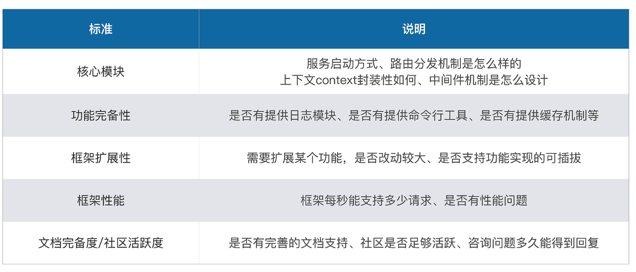 标准
说明
核心模块
服务启动方式、路由分发机制是怎么样的
上下文context封装性如何、中间件机制是怎么设计
功能完备性
是否有提供日志模块、是否有提供命令行工具、是否有提供缓存机制等
框架扩展性
需要扩展某个功能，是否改动较大、是否支持功能实现的可插拔
框架性能
框架每秒能支持多少请求、是否有性能问题
文档完备度/社区活跃度
是否有完善的文档支持、社区是否足够活跃、咨询问题多久能得到回复